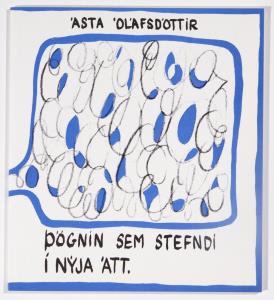 ÁSTA ÓLAFSDÓTTIR
ÞÖGNIN SEM STEFNDI
Í NÝJA ÁTT.